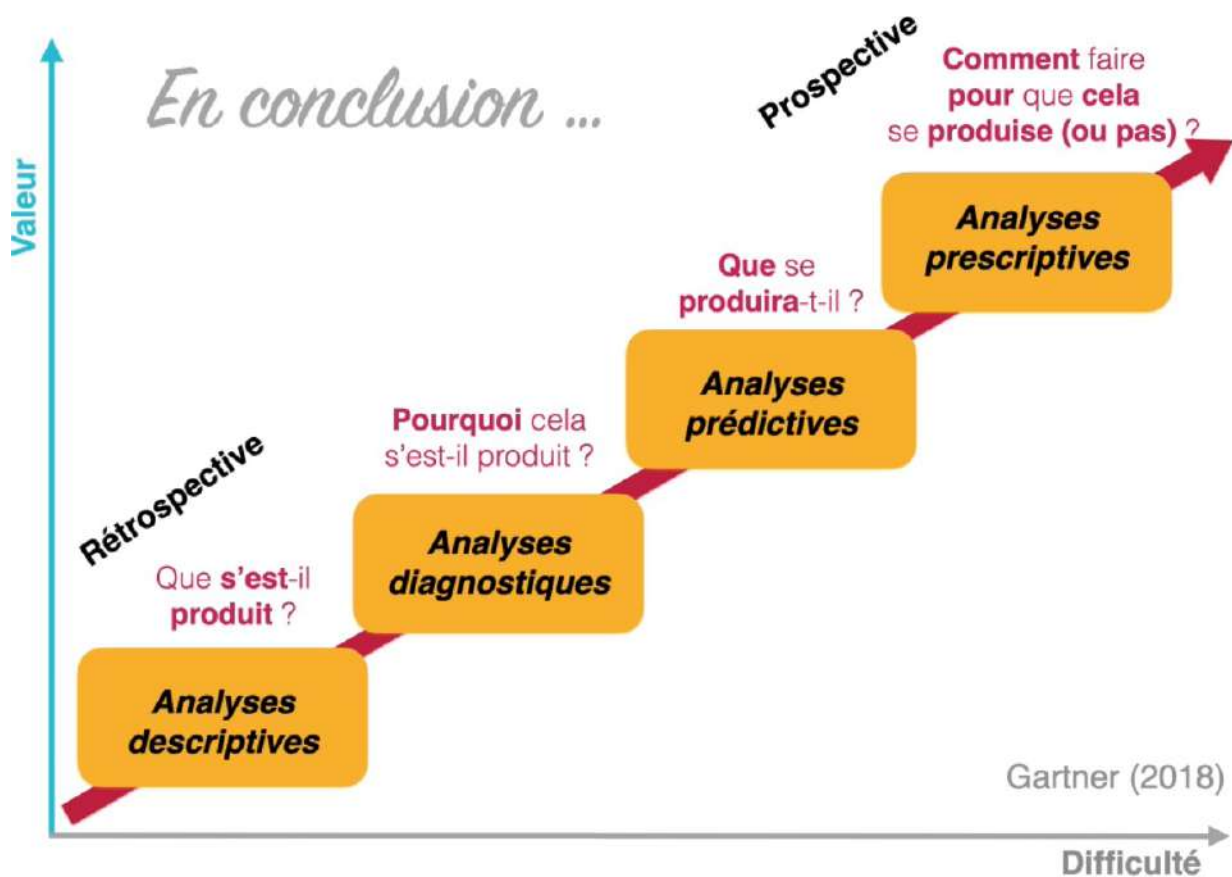 En conclusion ...
Prospective
Comment faire
pour que cela
se produise (ou pas) ?
Valeur
Analyses
prescriptives
Que se
produira-t-il ?
Analyses
prédictives
Pourquoi cela
s'est-il produit ?
Rétrospective
Analyses
diagnostiques
Que s'est-il
produit ?
Analyses
descriptives
Gartner (2018)
Difficulté